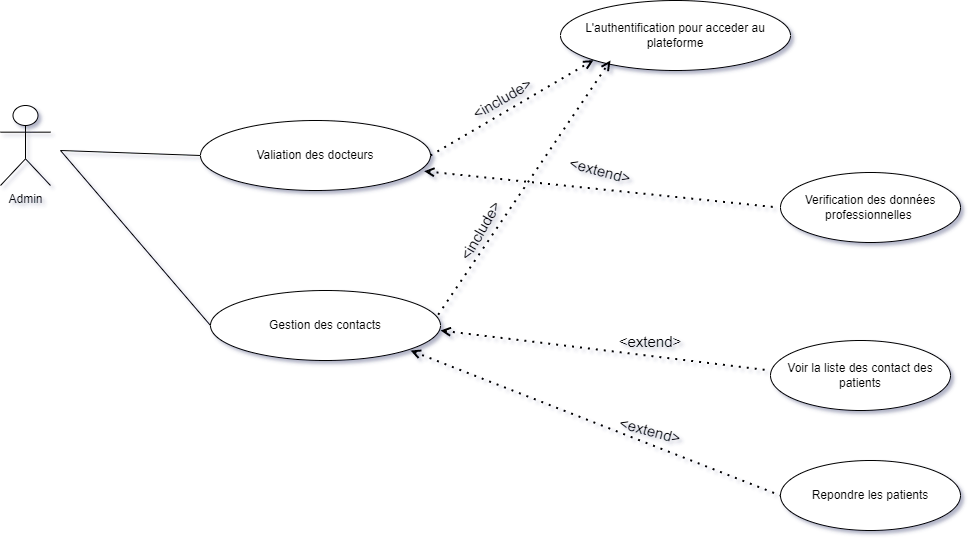 L'authentification pour acceder au
plateforme
<include>
Valiation des docteurs
<extend>
Admin
Verification des données
professionnelles
<include>
Gestion des contacts
<extend>
Voir la liste des contact des
patients
<extend>
Repondre les patients